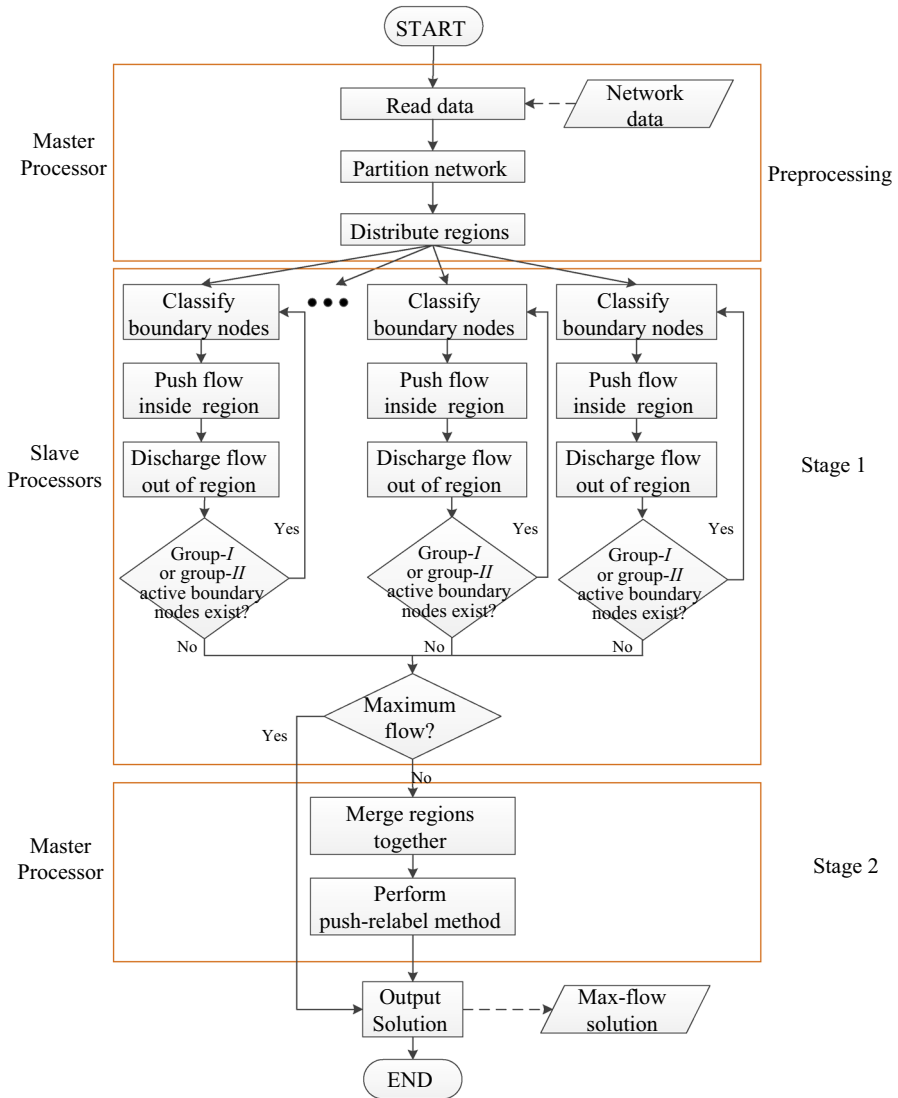 START
Read data
Network
data
Master
Processor
Partition network
Preprocessing
Distribute regions
Classify
boundary nodes
Classify
boundary nodes
Classify
boundary nodes
Push flow
inside region
Push flow
inside region
Push flow
inside region
Slave
Processors
Discharge flow
out of region
Discharge flow
out of region
Discharge flow
out of region
Stage 1
Yes
Yes
Yes
Group-I
or group-II
active boundary
nodes exist?
Group-I
or group-II
active boundary
nodes exist?
Group-I
or group-II
active boundary
nodes exist?
No
No
No
Maximum
flow?
Yes
No
Merge regions
together
Master
Processor
Stage 2
Perform
push-relabel method
Output
Solution
Max-flow
solution
END